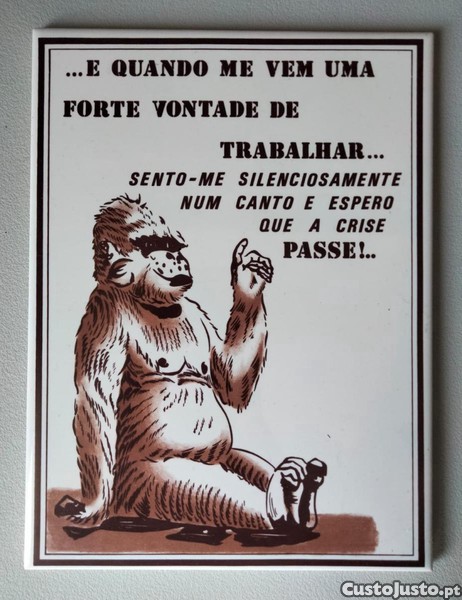 ...E QUANDO ME VEM UMA
FORTE VONTADE DE
TRABALHAR...
SENTO-ME SILENCIOSAMENTE
NUM CANTO E ESPERO
QUE A CRISE
PASSE!..
CustoJusto.pt